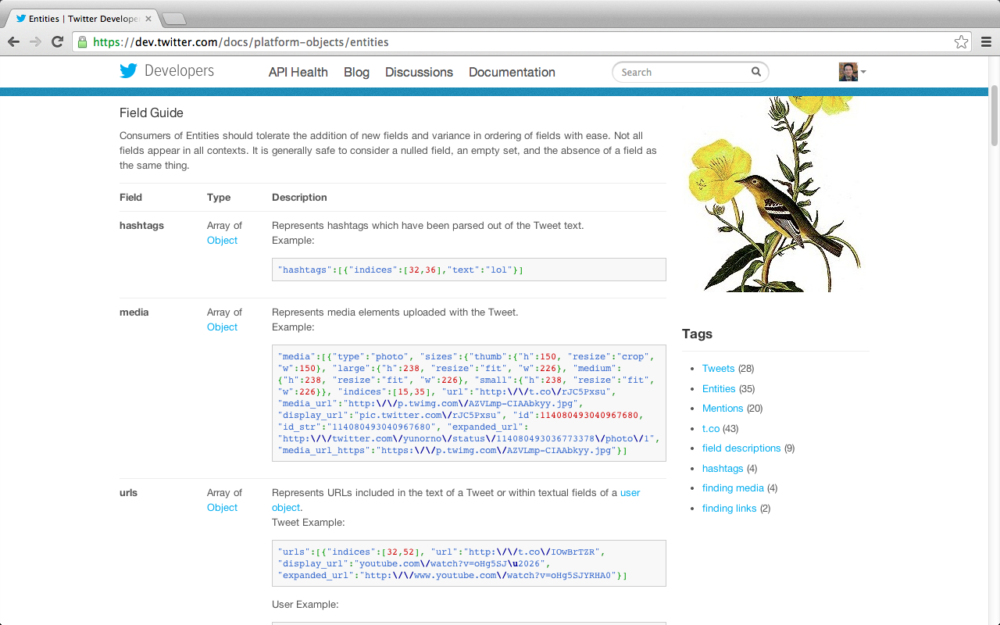 Entities | Twitter Develope
https://dev.twitter.com/docs/platform-objects/entities
Developers
API Health
Blog
Discussions
Documentation
Search
Field Guide
Consumers of Entities should tolerate the addition of new fields and variance in ordering of fields with ease. Not all
fields appear in all contexts. It is generally safe to consider a nulled field, an empty set, and the absence of a field as
the same thing.
Field Type Description
hashtags Array of Represents hashtags which have been parsed out of the Tweet text.
Object Example:
"hashtags":[{"indices":[32,36],"text":"lol"}]
media Array of Represents media elements uploaded with the Tweet.
Object Example:
"media":[{"type":"photo", "sizes":{"thumb":{"h":150, "resize":"crop",
"w":150}, "large":{"h":238, "resize":"fit", "w":226}, "medium":
{"h":238, "resize":"fit", "w":226}, "small":{"h":238, "resize":"fit",
"w":226}}, "indices":[15,35], "url":"http:\/\/t.co\/rJC5Pxsu",
"media_url":"http:\/\/p.twimg.com\/AZVLmp-CIAAbkyy.jpg",
"display_url":"pic.twitter.com\/rJC5Pxsu", "id":114080493040967680,
"id_str":"114080493040967680", "expanded_url":
"http:\/\/twitter.com\/yunorno\/status\/114080493036773378\/photo\/1",
"media_url_https":"https:\/\/p.twimg.com\/AZVLmp-CIAAbkyy.jpg"}]
urls Array of Represents URLs included in the text of a Tweet or within textual fields of a user
Object object.
Tweet Example:
"urls":[{"indices":[32,52], "url":"http:\/\/t.co\/IOwBrTZR",
"display_url":"youtube.com\/watch?v=oHg5SJ\u2026",
"expanded_url":"http:\/\/www.youtube.com\/watch?v=oHg5SJYRHA0"}]
User Example:
Tags
• Tweets (28)
• Entities (35)
• Mentions (20)
• t.co (43)
• field descriptions (9)
• hashtags (4)
• finding media (4)
• finding links (2)